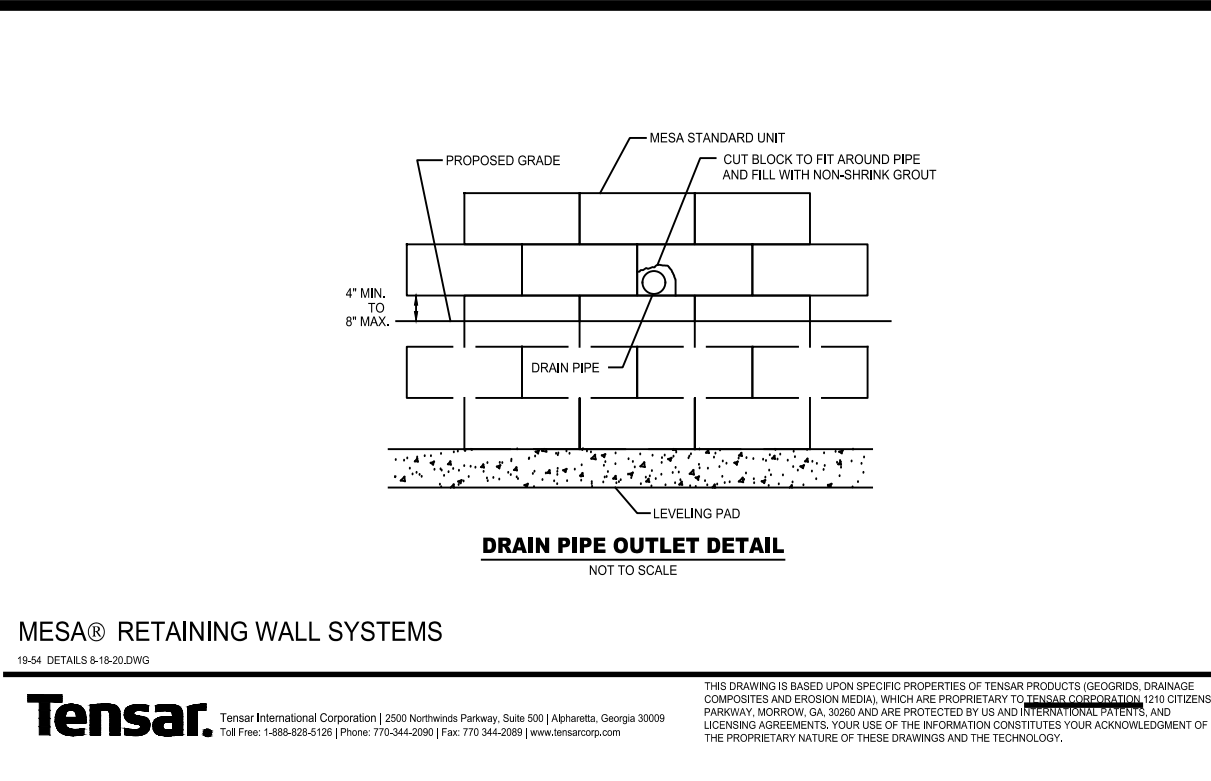 MESA STANDARD UNIT
PROPOSED GRADE
CUT BLOCK TO FIT AROUND PIPE
AND FILL WITH NON-SHRINK GROUT
4" MIN.
TO
8" MAX.
DRAIN PIPE
LEVELING PAD
DRAIN PIPE OUTLET DETAIL
NOT TO SCALE
MESA® RETAINING WALL SYSTEMS
19-54 DETAILS 8-18-20.DWG
Tensar.
Tensar International Corporation | 2500 Northwinds Parkway, Suite 500 | Alpharetta, Georgia 30009
Toll Free: 1-888-828-5126 | Phone: 770-344-2090 | Fax: 770 344-2089 | www.tensarcorp.com
THIS DRAWING IS BASED UPON SPECIFIC PROPERTIES OF TENSAR PRODUCTS (GEOGRIDS, DRAINAGE
COMPOSITES AND EROSION MEDIA), WHICH ARE PROPRIETARY TO TENSAR CORPORATION 1210 CITIZENS
PARKWAY, MORROW, GA, 30260 AND ARE PROTECTED BY US AND INTERNATIONAL PATENTS, AND
LICENSING AGREEMENTS. YOUR USE OF THE INFORMATION CONSTITUTES YOUR ACKNOWLEDGMENT OF
THE PROPRIETARY NATURE OF THESE DRAWINGS AND THE TECHNOLOGY.